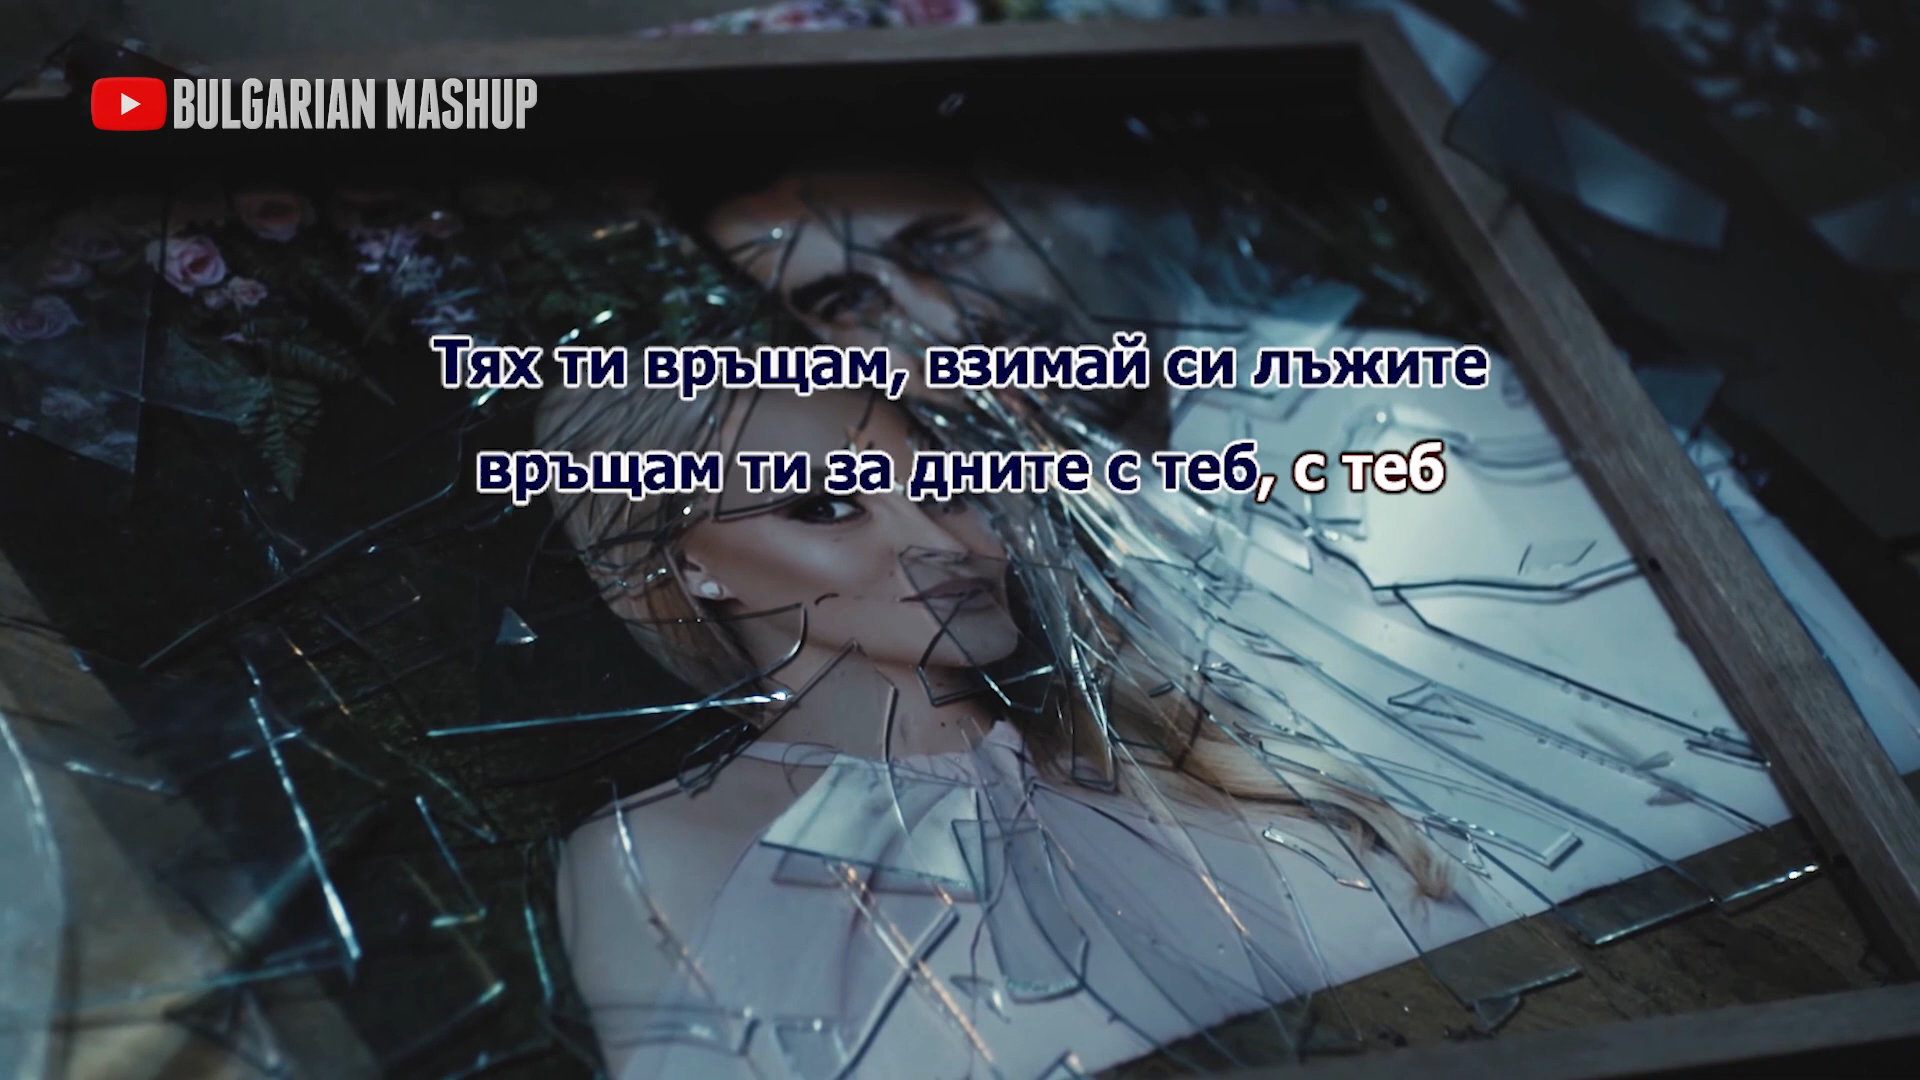 BULGARIAN MASHUP
Тях ти връщам, взимай си лъжите
връщам ти за дните с теб, с теб